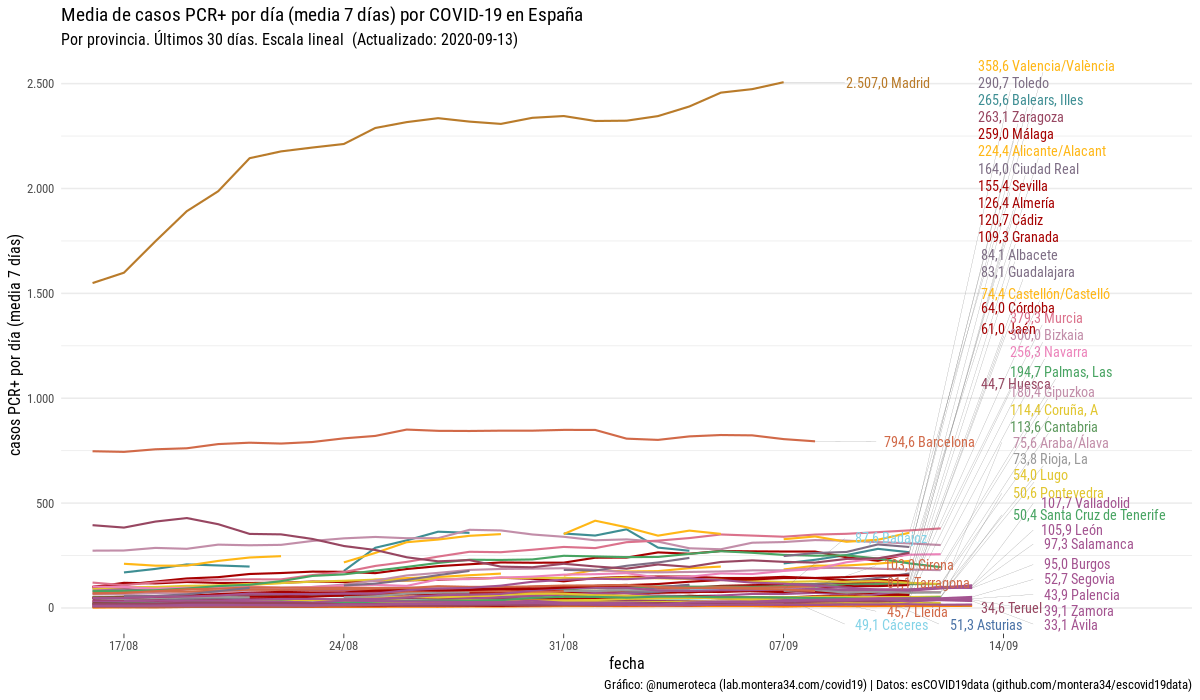 Media de casos PCR+ por día (media 7 días) por COVID-19 en España
Por provincia. Últimos 30 días. Escala lineal (Actualizado: 2020-09-13)
casos PCR+ por día (media 7 días)
2.500
2.000
1.500
1.000
500
0
17/08
24/08
31/08
07/09
14/09
fecha
2.507,0 Madrid
794,6 Barcelona
358,6 Valencia/València
290,7 Toledo
265,6 Balears, Illes
263,1 Zaragoza
259,0 Málaga
224,4 Alicante/Alacant
164,0 Ciudad Real
155,4 Sevilla
126,4 Almería
120,7 Cádiz
109,3 Granada
84,1 Albacete
83,1 Guadalajara
74,4 Castellón/Castelló
64,0 Córdoba
379,3 Murcia
61,0 Jaén
300,0 Bizkaia
256,3 Navarra
194,7 Palmas, Las
44,7 Huesca
180,4 Gipuzkoa
114,4 Coruña, A
113,6 Cantabria
75,6 Araba/Álava
73,8 Rioja, La
54,0 Lugo
50,6 Pontevedra
107,7 Valladolid
50,4 Santa Cruz de Tenerife
105,9 León
97,3 Salamanca
95,0 Burgos
52,7 Segovia
43,9 Palencia
34,6 Teruel
39,1 Zamora
33,1 Ávila
Badajoz
Girona
Tarragona
45,7 Lleida
49,1 Cáceres
51,3 Asturias
Gráfico: @numeroteca (lab.montera34.com/covid19) | Datos: esCOVID19data (github.com/montera34/escovid19data)